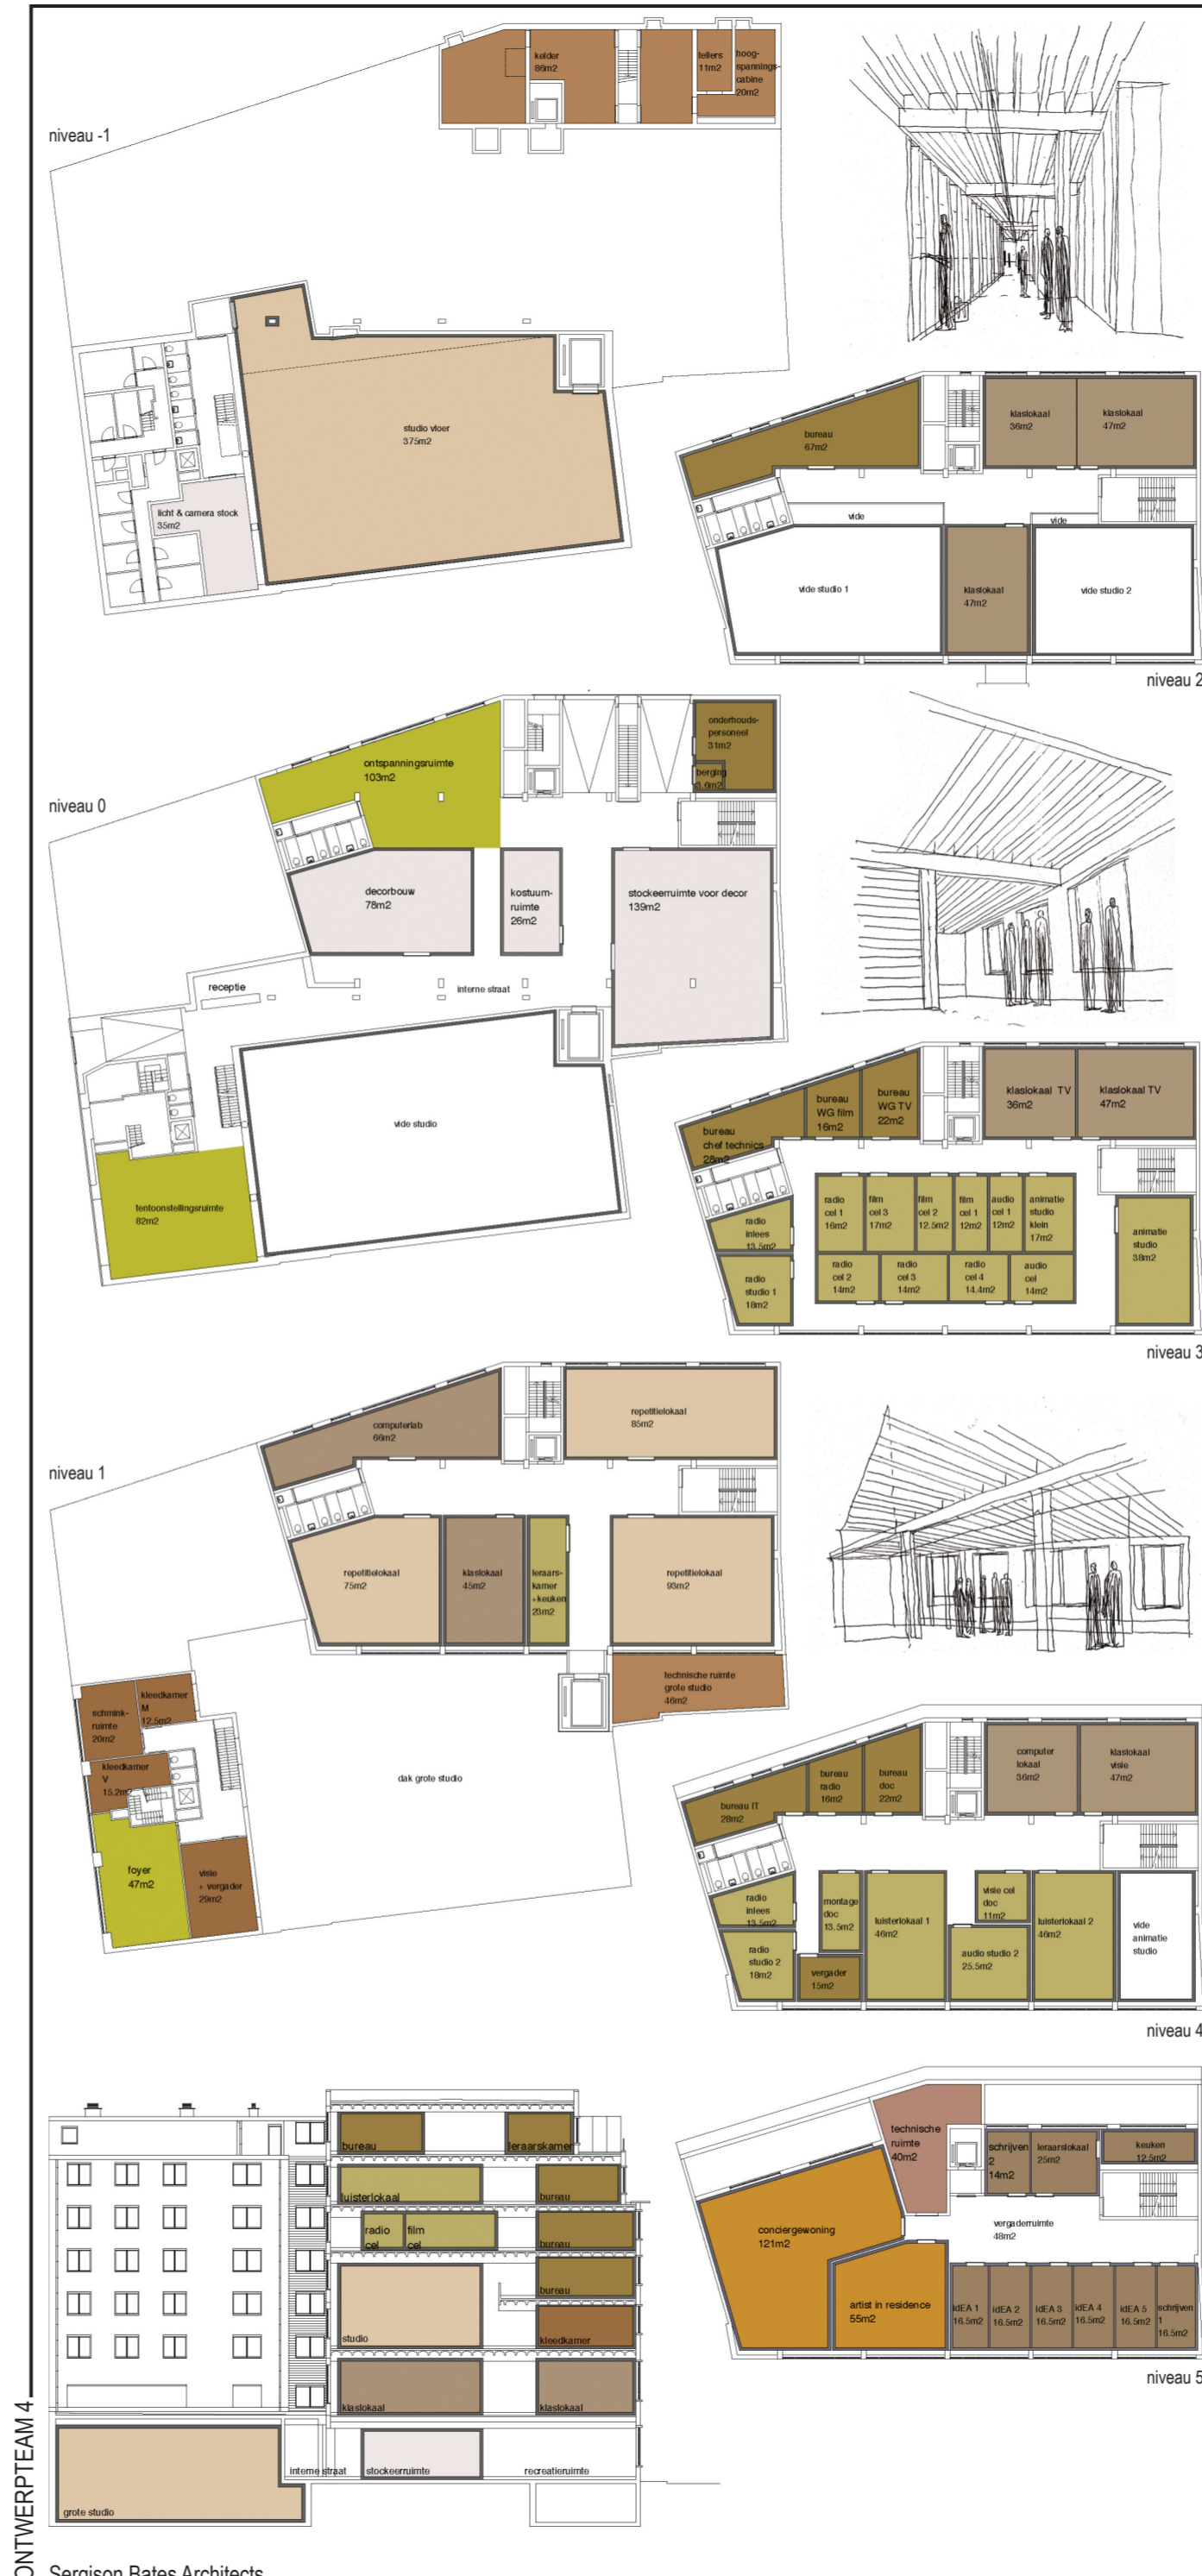 niveau -1
kelder
86m2
tellers
11m2
hoog-
spannings-
cabine
20m2
studio vloer
375m2
licht & camera stock
35m2
bureau
67m2
klaslokaal
36m2
klaslokaal
47m2
vide
vide
vide studio 1
klaslokaal
47m2
vide studio 2
niveau 2
niveau 0
ontspanningsruimte
103m2
onderhouds-
personeel
31m2
berging
3.6m2
decorbouw
78m2
kostuum-
ruimte
26m2
stockeerruimte voor decor
139m2
receptie
interne straat
vide studio
tentoonstellingsruimte
82m2
bureau
chef technics
28m2
bureau
WG film
16m2
bureau
WG TV
22m2
klaslokaal TV
36m2
klaslokaal TV
47m2
radio
cel 1
16m2
film
cel 3
17m2
film
cel 2
12.5m2
film
cel 1
12m2
audio
cel 1
12m2
animatie
studio
klein
17m2
radio
inlees
13.5m2
radio
studio 1
18m2
radio
cel 2
14m2
radio
cel 3
14m2
radio
cel 4
14.4m2
audio
cel
14m2
animatie
studio
38m2
niveau 3
niveau 1
computerlab
66m2
repetitielokaal
85m2
repetitielokaal
75m2
klaslokaal
45m2
leraars-
kamer
+keuken
23m2
repetitielokaal
93m2
technische ruimte
grote studio
46m2
schmink-
ruimte
20m2
kleedkamer
M
12.5m2
kleedkamer
V
15.2m2
foyer
47m2
visie
+ vergader
29m2
dak grote studio
bureau IT
28m2
bureau
radio
16m2
bureau
doc
22m2
computer
lokaal
36m2
klaslokaal
visie
47m2
radio
inlees
13.5m2
radio
studio 2
18m2
montage
doc
13.5m2
vergader
15m2
luisterlokaal 1
46m2
visie cel
doc
11m2
audio studio 2
25.5m2
luisterlokaal 2
46m2
vide
animatie
studio
niveau 4
bureau
leraarskamer
luisterlokaal
bureau
radio
cel
film
cel
bureau
bureau
studio
kleedkamer
klaslokaal
klaslokaal
interne straat
stockeerruimte
recreatieruimte
grote studio
technische
ruimte
40m2
schrijven
2
14m2
leraarslokaal
25m2
keuken
12.5m2
conciergewoning
121m2
vergaderruimte
48m2
artist in residence
55m2
idEA 1
16.5m2
idEA 2
16.5m2
idEA 3
16.5m2
idEA 4
16.5m2
idEA 5
16.5m2
schrijven
1
16.5m2
niveau 5
ONTWERPTEAM 4
Sergison Bates Architects